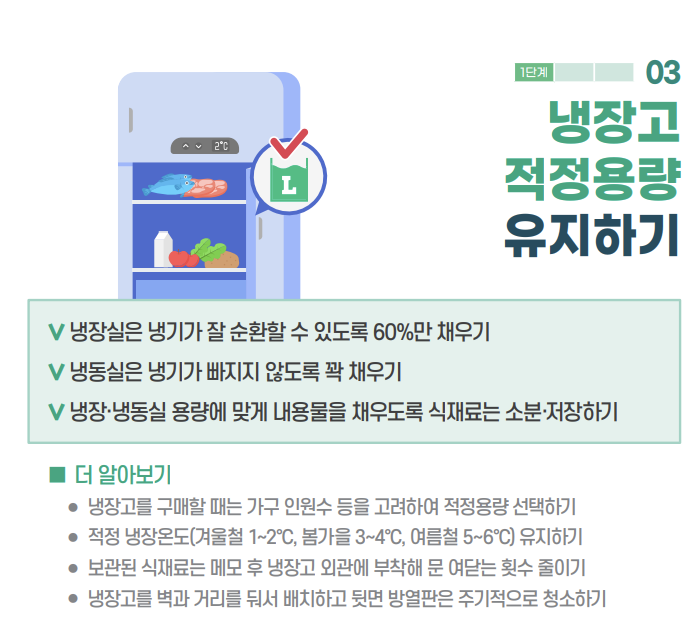 1단계
03
냉장고
적정용량
유지하기
2℃
L
V 냉장실은 냉기가 잘 순환할 수 있도록 60%만 채우기
V 냉동실은 냉기가 빠지지 않도록 꽉 채우기
V 냉장·냉동실 용량에 맞게 내용물을 채우도록 식재료는 소분·저장하기
■ 더 알아보기
● 냉장고를 구매할 때는 가구 인원수 등을 고려하여 적정용량 선택하기
● 적정 냉장온도(겨울철 1~2℃, 봄가을 3~4℃, 여름철 5~6℃) 유지하기
● 보관된 식재료는 메모 후 냉장고 외관에 부착해 문 여닫는 횟수 줄이기
● 냉장고를 벽과 거리를 둬서 배치하고 뒷면 방열판은 주기적으로 청소하기